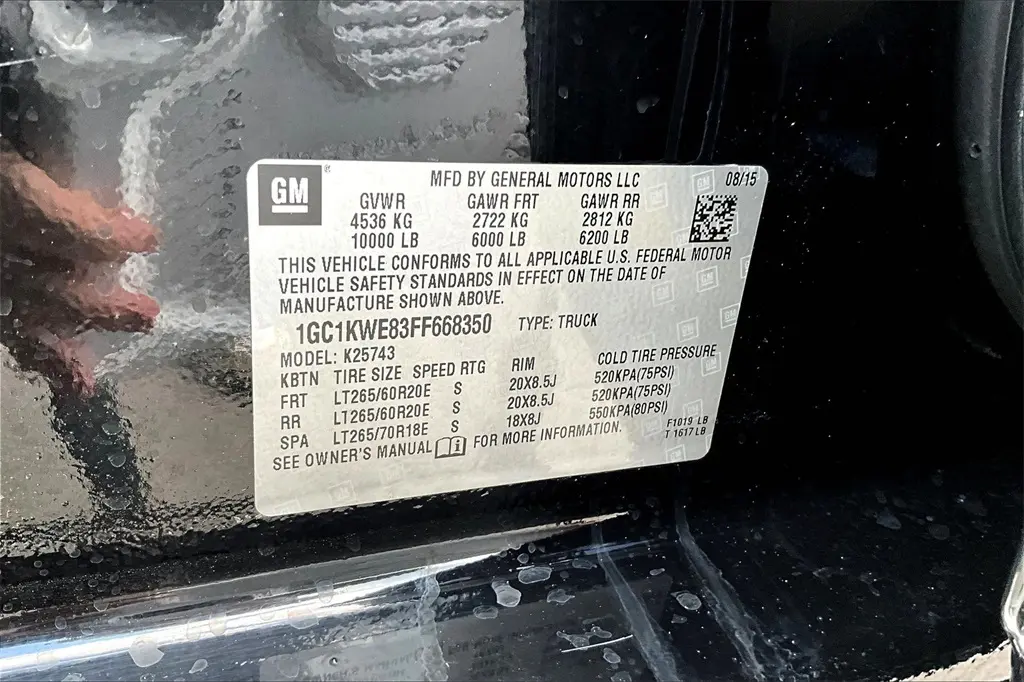 GM
®
MFD BY GENERAL MOTORS LLC 08/15
GVWR GAWR FRT GAWR RR
4536 KG 2722 KG 2812 KG
10000 LB 6000 LB 6200 LB
THIS VEHICLE CONFORMS TO ALL APPLICABLE U.S. FEDERAL MOTOR
VEHICLE SAFETY STANDARDS IN EFFECT ON THE DATE OF
MANUFACTURE SHOWN ABOVE.
1GC1KWE83FF668350 TYPE: TRUCK
MODEL: K25743
KBTN TIRE SIZE SPEED RTG RIM COLD TIRE PRESSURE
FRT LT265/60R20E S 20X8.5J 520KPA(75PSI)
RR LT265/60R20E S 20X8.5J 520KPA(75PSI)
SPA LT265/70R18E S 18X8J 550KPA(80PSI)
SEE OWNER'S MANUAL FOR MORE INFORMATION.
F1019 LB
T 1617 LB